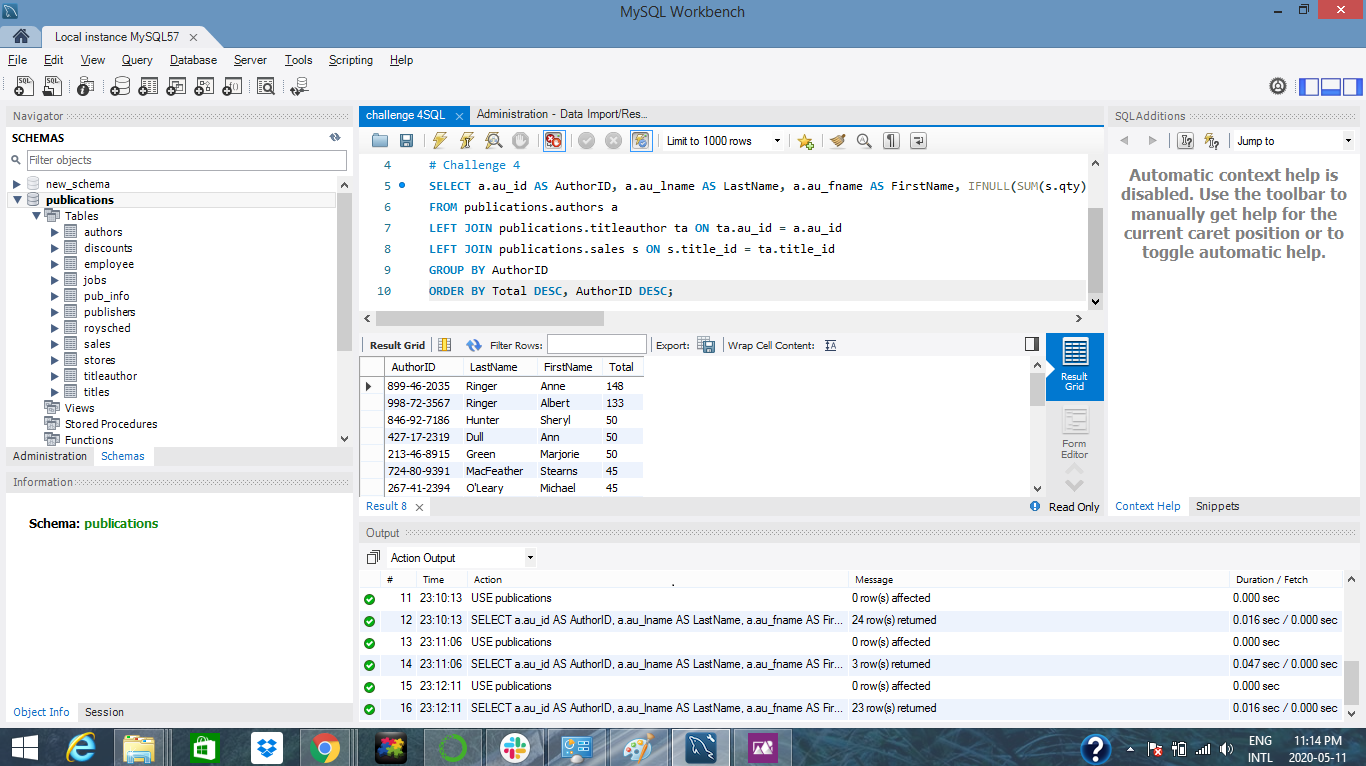 MySQL Workbench
Local instance MySQL57
File Edit View Query Database Server Tools Scripting Help
Navigator
SCHEMAS
Filter objects
new_schema
publications
Tables
authors
discounts
employee
jobs
pub_info
publishers
roysched
sales
stores
titleauthor
titles
Views
Stored Procedures
Functions
Administration Schemas
Information
Schema: publications
Object Info Session
challenge 4SQL Administration - Data Import/Res...
Limit to 1000 rows
4 # Challenge 4
5 SELECT a.au_id AS AuthorID, a.au_lname AS LastName, a.au_fname AS FirstName, IFNULL(SUM(s.qty)
6 FROM publications.authors a
7 LEFT JOIN publications.titleauthor ta ON ta.au_id = a.au_id
8 LEFT JOIN publications.sales s ON s.title_id = ta.title_id
9 GROUP BY AuthorID
10 ORDER BY Total DESC, AuthorID DESC;
Result Grid Filter Rows: Export: Wrap Cell Content:
AuthorID LastName FirstName Total
899-46-2035 Ringer Anne 148
998-72-3567 Ringer Albert 133
846-92-7186 Hunter Sheryl 50
427-17-2319 Dull Ann 50
213-46-8915 Green Marjorie 50
724-80-9391 MacFeather Stearns 45
267-41-2394 O'Leary Michael 45
Result Grid
Form Editor
Result 8 Read Only
SQLAdditions
Jump to
Automatic context help is
disabled. Use the toolbar to
manually get help for the
current caret position or to
toggle automatic help.
Context Help Snippets
Output
Action Output
# Time Action Message Duration / Fetch
11 23:10:13 USE publications 0 row(s) affected 0.000 sec
12 23:10:13 SELECT a.au_id AS AuthorID, a.au_lname AS LastName, a.au_fname AS Fir... 24 row(s) returned 0.016 sec / 0.000 sec
13 23:11:06 USE publications 0 row(s) affected 0.000 sec
14 23:11:06 SELECT a.au_id AS AuthorID, a.au_lname AS LastName, a.au_fname AS Fir... 3 row(s) returned 0.047 sec / 0.000 sec
15 23:12:11 USE publications 0 row(s) affected 0.000 sec
16 23:12:11 SELECT a.au_id AS AuthorID, a.au_lname AS LastName, a.au_fname AS Fir... 23 row(s) returned 0.016 sec / 0.000 sec
ENG 11:14 PM
INTL 2020-05-11